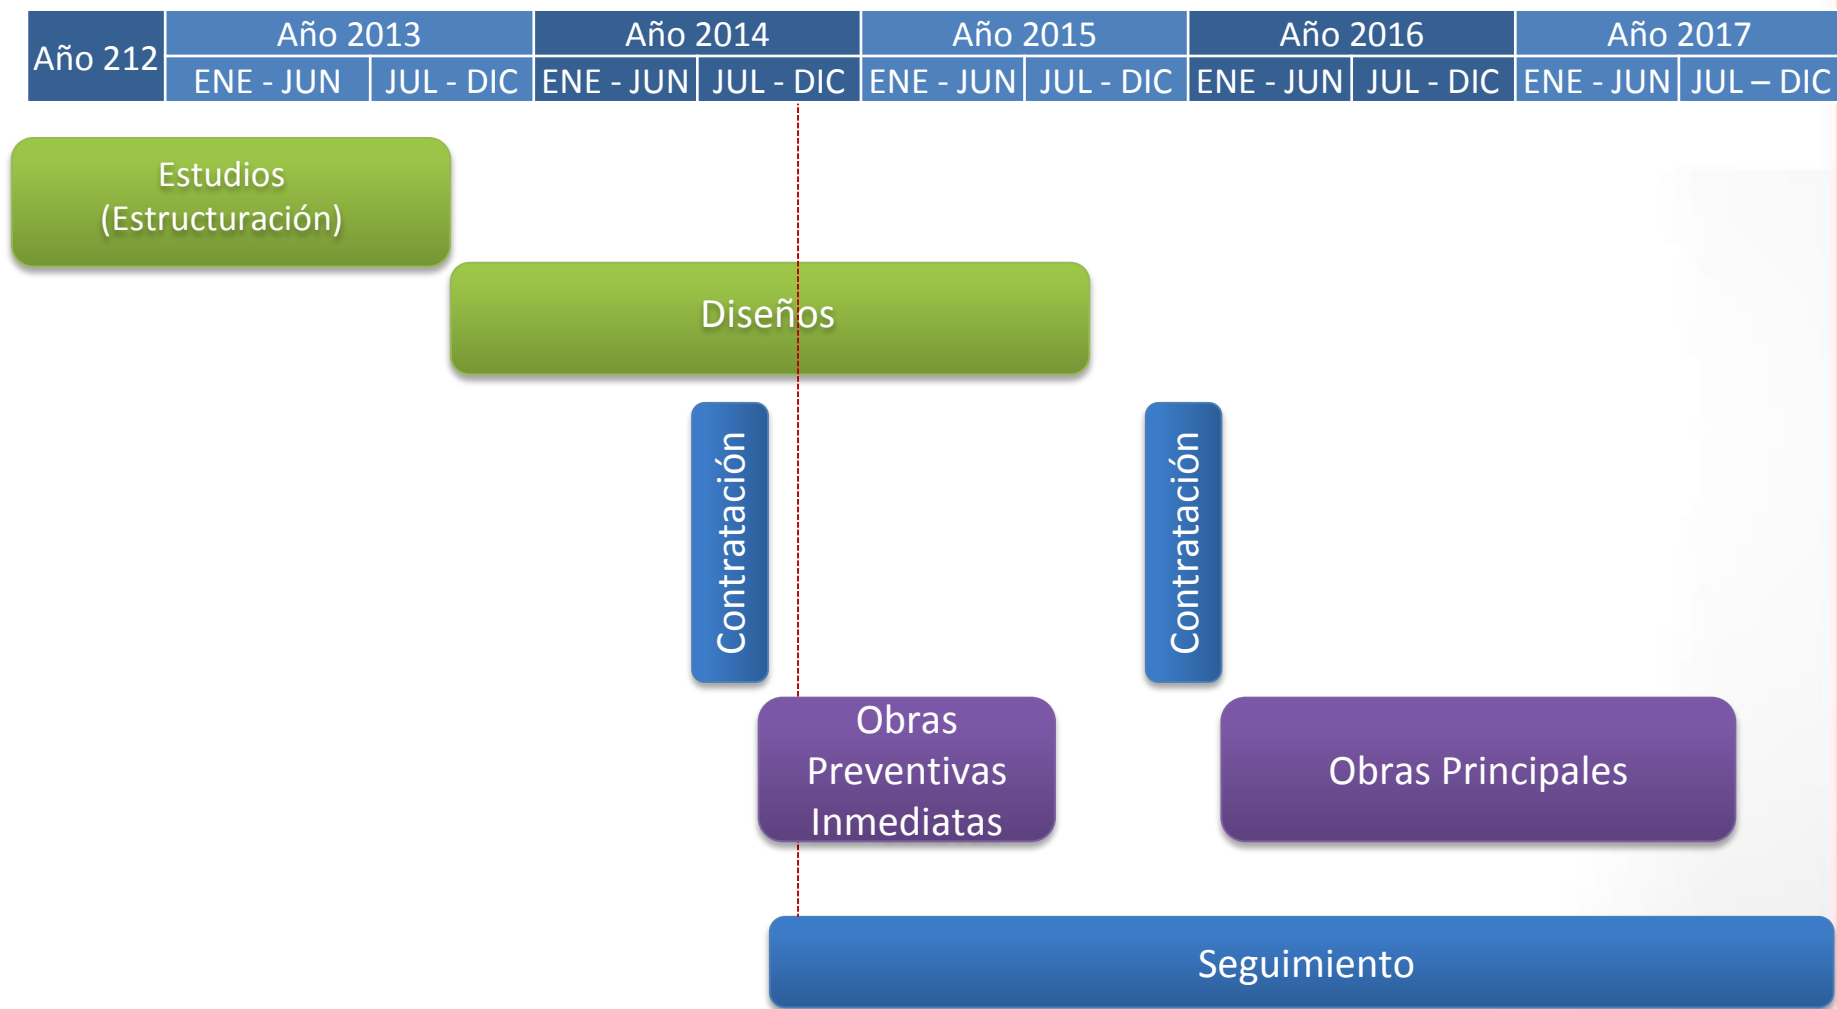 Año 212
Año 2013
Año 2014
Año 2015
Año 2016
Año 2017
ENE - JUN
JUL - DIC
ENE - JUN
JUL - DIC
ENE - JUN
JUL - DIC
ENE - JUN
JUL - DIC
ENE - JUN
JUL – DIC
Estudios
(Estructuración)
Diseños
Contratación
Contratación
Obras
Preventivas
Inmediatas
Obras Principales
Seguimiento